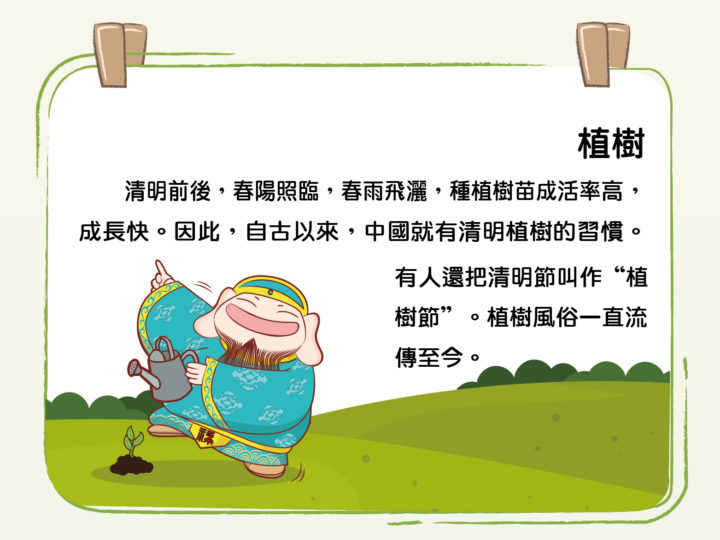 植樹
清明前後，春陽照臨，春雨飛灑，種植樹苗成活率高，
成長快。因此，自古以來，中國就有清明植樹的習慣。
有人還把清明節叫作“植
樹節”。植樹風俗一直流
傳至今。